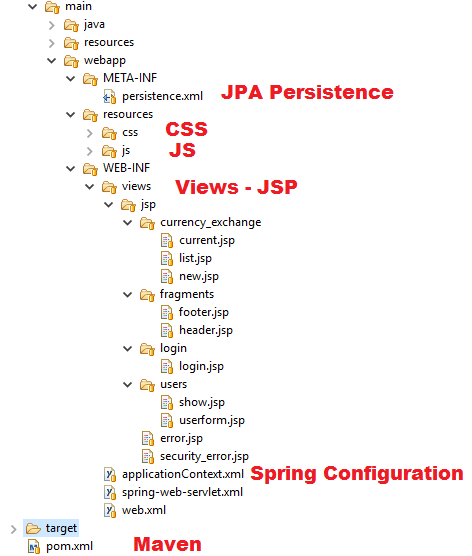 main
java
resources
webapp
META-INF
persistence.xml JPA Persistence
resources
css CSS
js JS
WEB-INF
views Views - JSP
jsp
currency_exchange
current.jsp
list.jsp
new.jsp
fragments
footer.jsp
header.jsp
login
login.jsp
users
show.jsp
userform.jsp
error.jsp
security_error.jsp
applicationContext.xml Spring Configuration
spring-web-servlet.xml
web.xml
target
pom.xml Maven